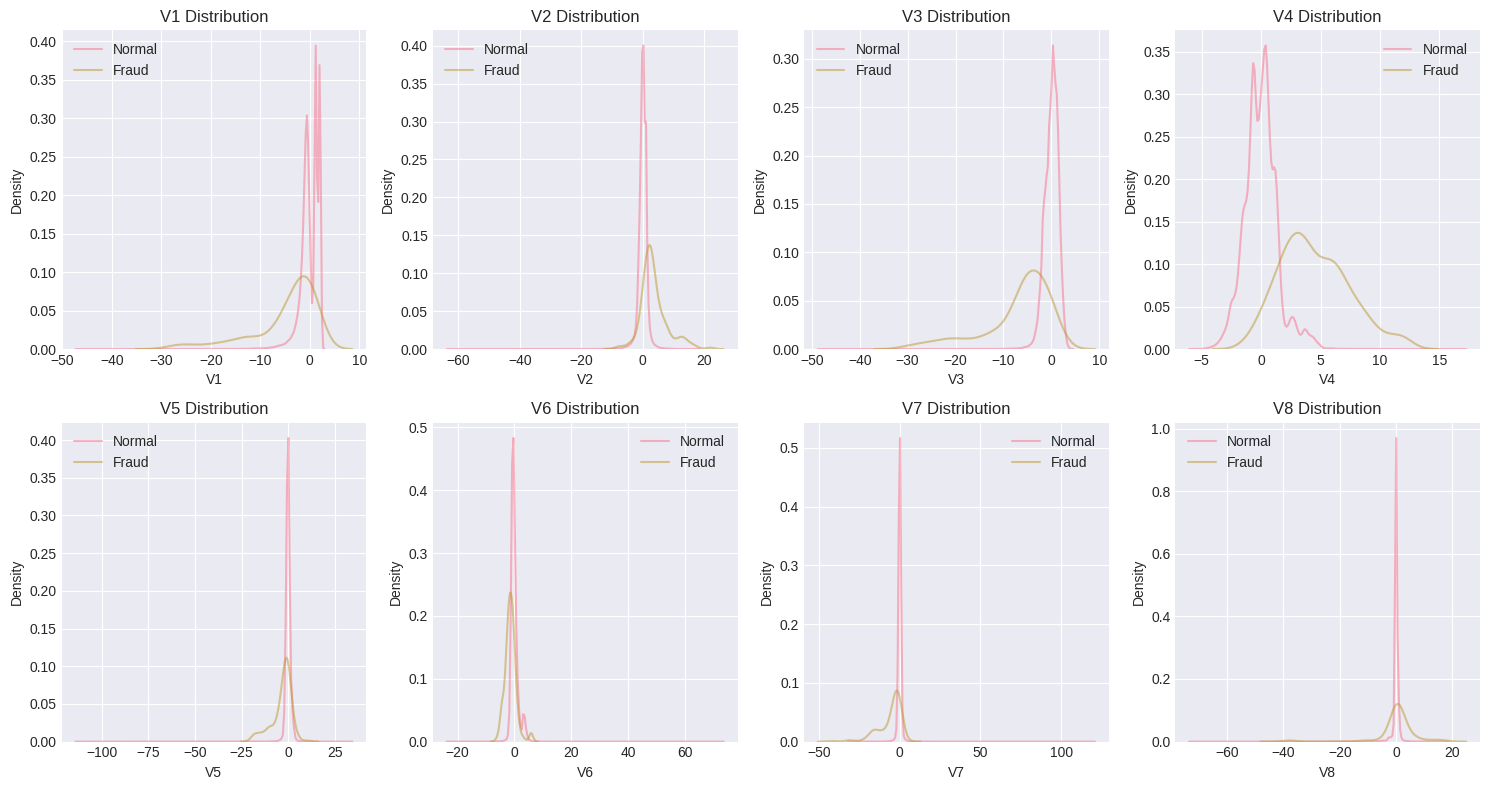 V1 Distribution
Normal
Fraud
0.40
0.35
0.30
0.25
0.20
0.15
0.10
0.05
0.00
Density
−50 −40 −30 −20 −10 0 10
V1
V2 Distribution
Normal
Fraud
0.40
0.35
0.30
0.25
0.20
0.15
0.10
0.05
0.00
Density
−60 −40 −20 0 20
V2
V3 Distribution
Normal
Fraud
0.30
0.25
0.20
0.15
0.10
0.05
0.00
Density
−50 −40 −30 −20 −10 0 10
V3
V4 Distribution
Normal
Fraud
0.35
0.30
0.25
0.20
0.15
0.10
0.05
0.00
Density
−5 0 5 10 15
V4
V5 Distribution
Normal
Fraud
0.40
0.35
0.30
0.25
0.20
0.15
0.10
0.05
0.00
Density
−100 −75 −50 −25 0 25
V5
V6 Distribution
Normal
Fraud
0.5
0.4
0.3
0.2
0.1
0.0
Density
−20 0 20 40 60
V6
V7 Distribution
Normal
Fraud
0.5
0.4
0.3
0.2
0.1
0.0
Density
−50 0 50 100
V7
V8 Distribution
Normal
Fraud
1.0
0.8
0.6
0.4
0.2
0.0
Density
−60 −40 −20 0 20
V8